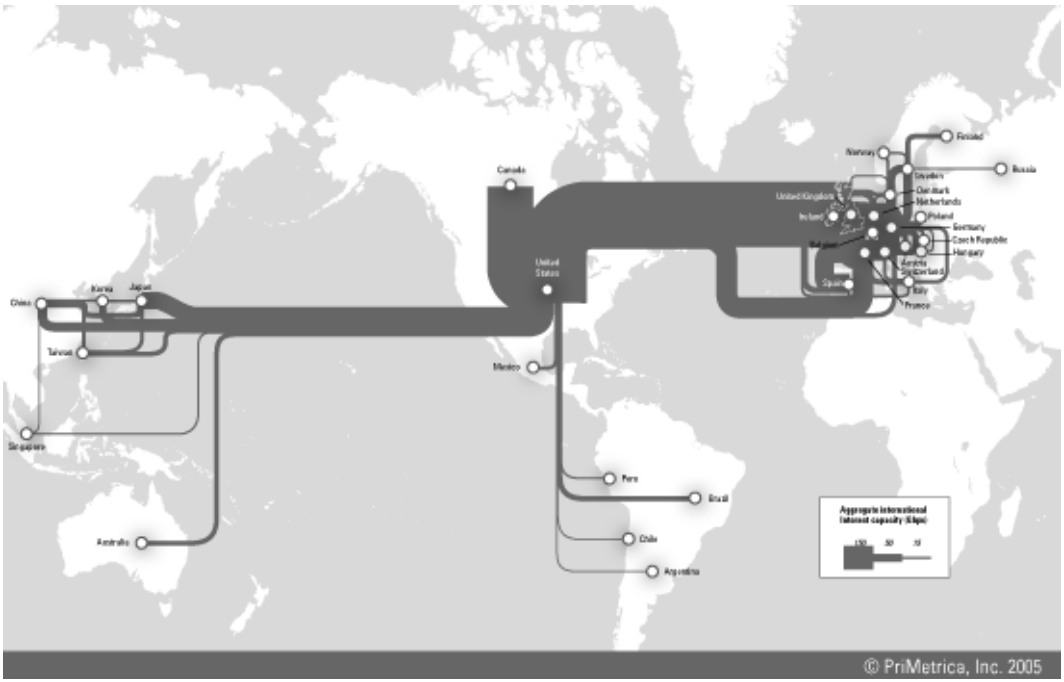 Canada
United
States
Mexico
Peru
Brazil
Chile
Argentina
China
Korea
Japan
Taiwan
Singapore
Australia
United Kingdom
Ireland
Norway
Finland
Russia
Sweden
Denmark
Netherlands
Poland
Germany
Czech Republic
Hungary
Austria
Switzerland
Italy
France
Spain
Belgium
Aggregate international
Internet capacity (Gbps)
150 50 15
© PriMetrica, Inc. 2005